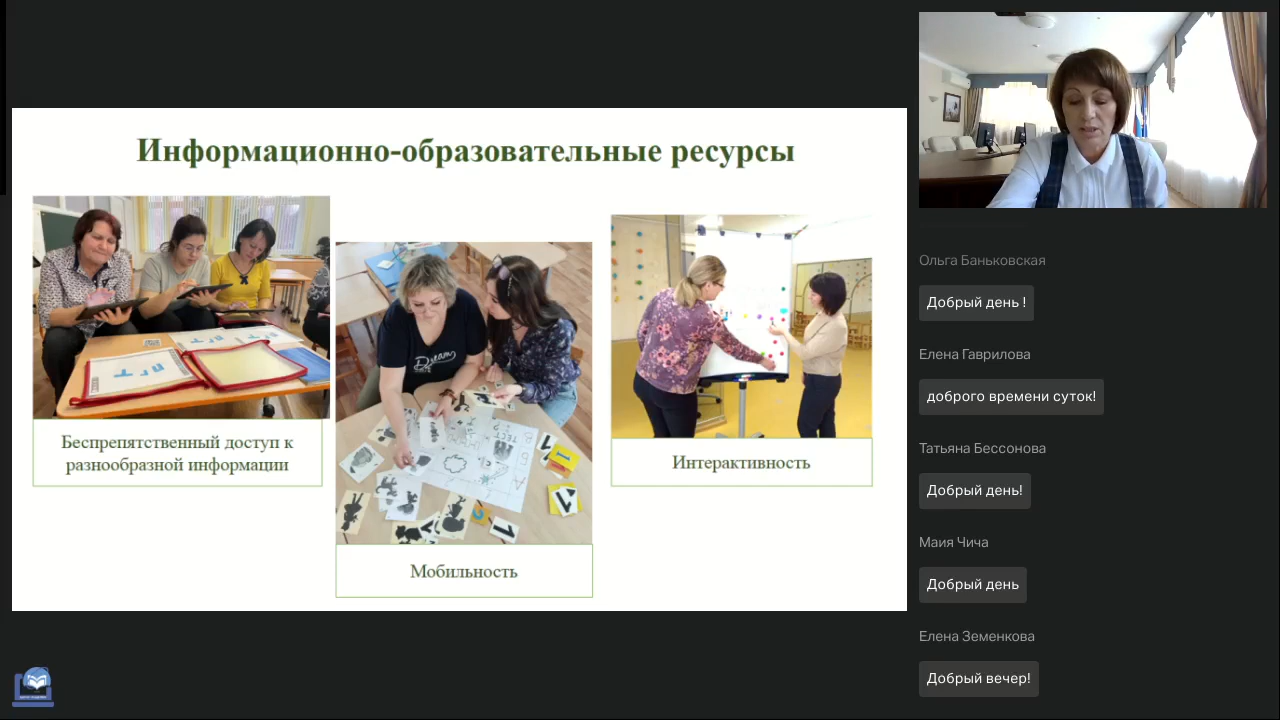 Информационно-образовательные ресурсы
Беспрепятственный доступ к
разнообразной информации
Мобильность
Интерактивность
Dream
Ольга Баньковская
Добрый день !
Елена Гаврилова
доброго времени суток!
Татьяна Бессонова
Добрый день!
Маия Чича
Добрый день
Елена Земенкова
Добрый вечер!